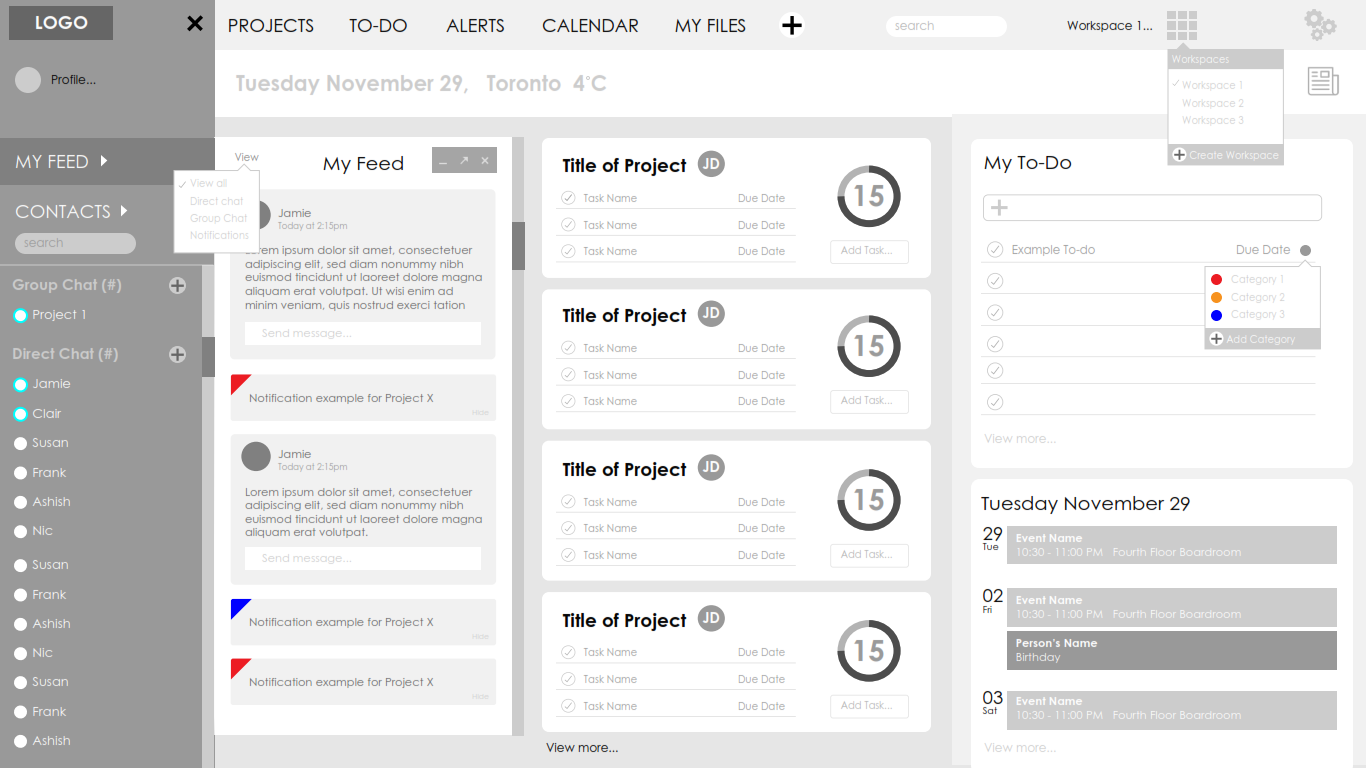 LOGO
PROJECTS
TO-DO
ALERTS
CALENDAR
MY FILES
search
Workspace 1...
Profile...
Tuesday November 29, Toronto 4°C
Workspaces
Workspace 1
Workspace 2
Workspace 3
Create Workspace
MY FEED
CONTACTS
search
Group Chat (#)
Project 1
Direct Chat (#)
Jamie
Clair
Susan
Frank
Ashish
Nic
Susan
Frank
Ashish
Nic
Susan
Frank
Ashish
View
My Feed
View all
Direct chat
Group Chat
Notifications
Jamie
Today at 2:15pm
Lorem ipsum dolor sit amet, consectetuer
adipiscing elit, sed diam nonummy nibh
euismod tincidunt ut laoreet dolore magna
aliquam erat volutpat. Ut wisi enim ad
minim veniam, quis nostrud exerci tation
Send message...
Notification example for Project X
Hide
Jamie
Today at 2:15pm
Lorem ipsum dolor sit amet, consectetuer
adipiscing elit, sed diam nonummy nibh
euismod tincidunt ut laoreet dolore magna
aliquam erat volutpat.
Send message...
Notification example for Project X
Hide
Notification example for Project X
Hide
Title of Project JD
Task Name Due Date
Task Name Due Date
Task Name Due Date
15
Add Task...
Title of Project JD
Task Name Due Date
Task Name Due Date
Task Name Due Date
15
Add Task...
Title of Project JD
Task Name Due Date
Task Name Due Date
Task Name Due Date
15
Add Task...
Title of Project JD
Task Name Due Date
Task Name Due Date
Task Name Due Date
15
Add Task...
View more...
My To-Do
Example To-do Due Date
Category 1
Category 2
Category 3
Add Category
View more...
Tuesday November 29
29
Tue
Event Name
10:30 - 11:00 PM Fourth Floor Boardroom
02
Fri
Event Name
10:30 - 11:00 PM Fourth Floor Boardroom
Person's Name
Birthday
03
Sat
Event Name
10:30 - 11:00 PM Fourth Floor Boardroom
View more...